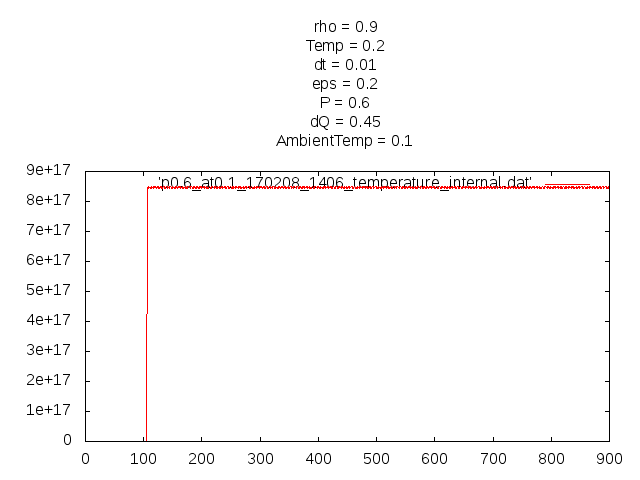 rho = 0.9
Temp = 0.2
dt = 0.01
eps = 0.2
P = 0.6
dQ = 0.45
AmbientTemp = 0.1
9e+17
'p0.6_at0.1_170208_1406_temperature_internal.dat'
8e+17
7e+17
6e+17
5e+17
4e+17
3e+17
2e+17
1e+17
0
0 100 200 300 400 500 600 700 800 900